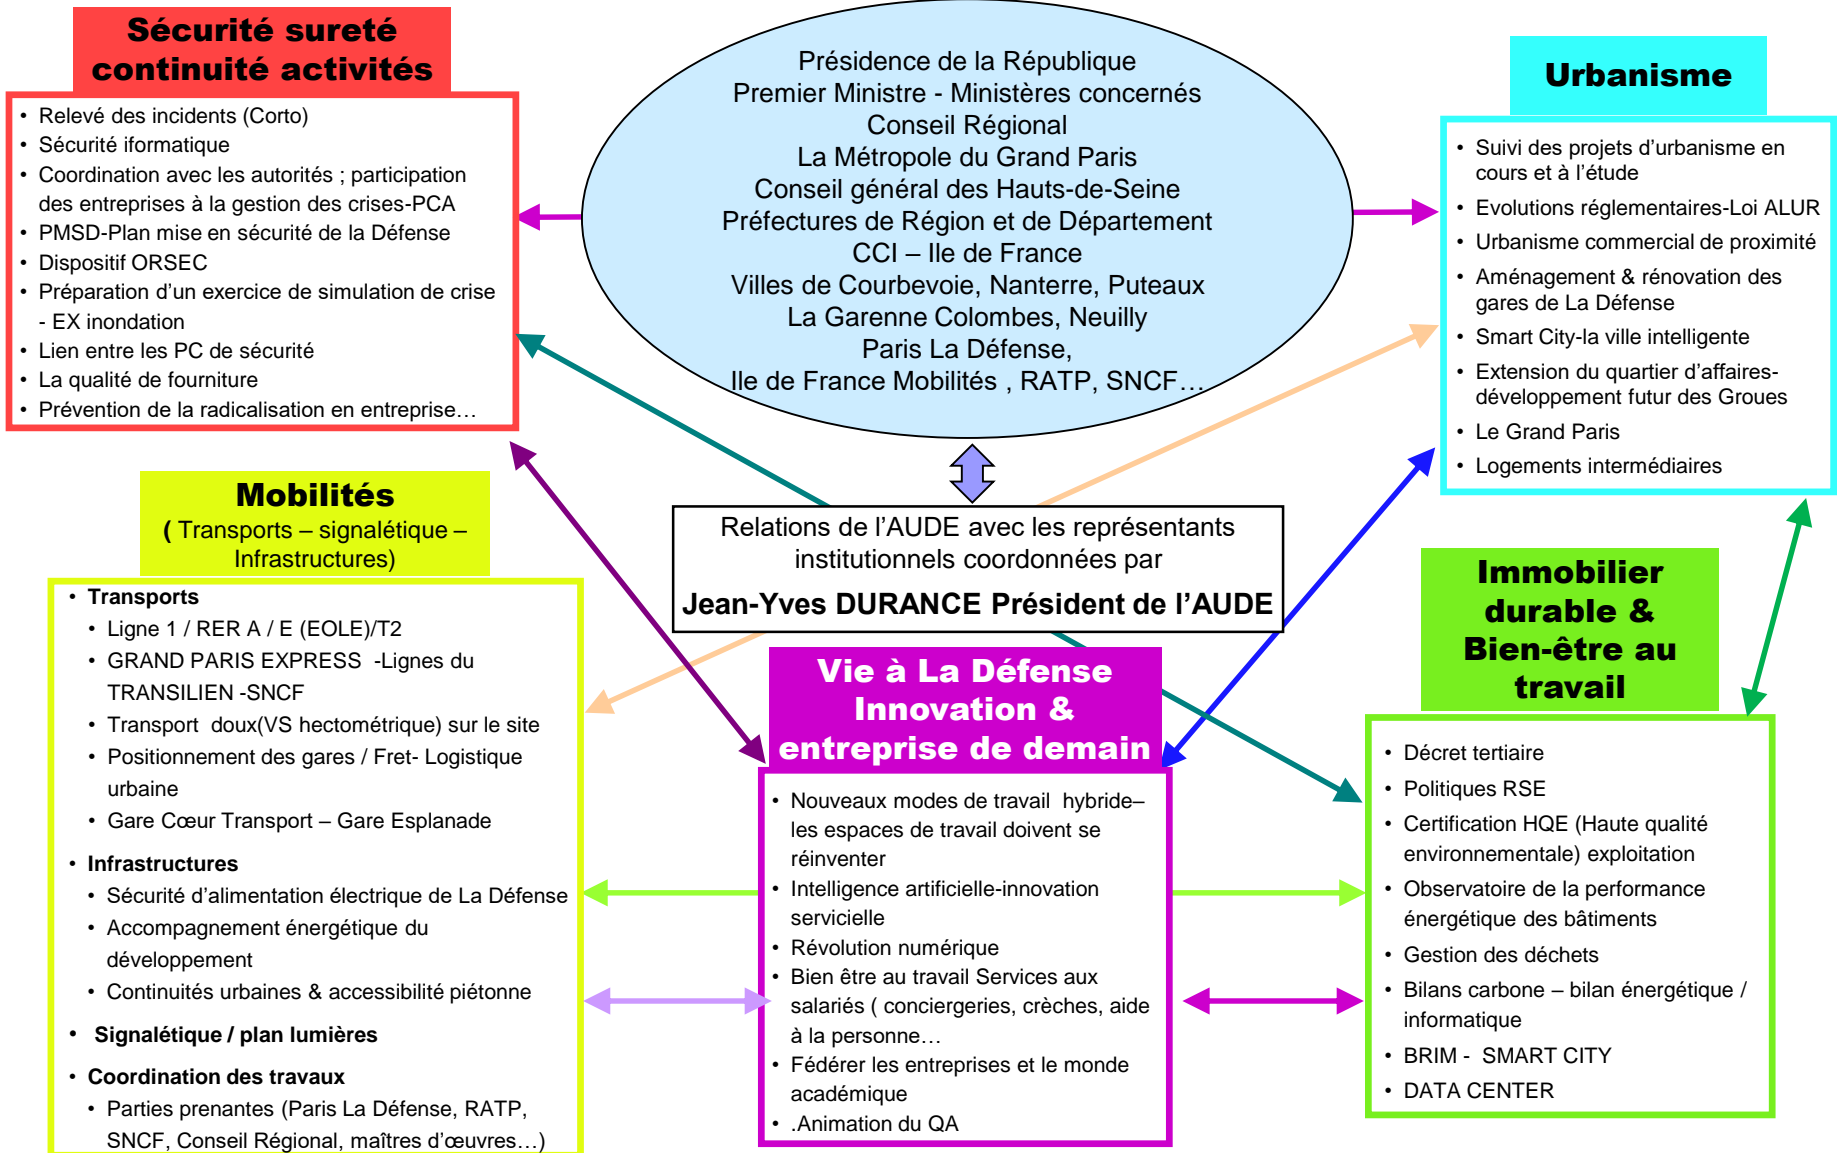 Sécurité sureté
continuité activités
• Relevé des incidents (Corto)
• Sécurité iformatique
• Coordination avec les autorités ; participation
des entreprises à la gestion des crises-PCA
• PMSD-Plan mise en sécurité de la Défense
• Dispositif ORSEC
• Préparation d’un exercice de simulation de crise
- EX inondation
• Lien entre les PC de sécurité
• La qualité de fourniture
• Prévention de la radicalisation en entreprise…
Présidence de la République
Premier Ministre - Ministères concernés
Conseil Régional
La Métropole du Grand Paris
Conseil général des Hauts-de-Seine
Préfectures de Région et de Département
CCI – Ile de France
Villes de Courbevoie, Nanterre, Puteaux
La Garenne Colombes, Neuilly
Paris La Défense,
Ile de France Mobilités , RATP, SNCF…
Urbanisme
• Suivi des projets d’urbanisme en
cours et à l’étude
• Evolutions réglementaires-Loi ALUR
• Urbanisme commercial de proximité
• Aménagement & rénovation des
gares de La Défense
• Smart City-la ville intelligente
• Extension du quartier d’affaires-
développement futur des Groues
• Le Grand Paris
• Logements intermédiaires
Relations de l’AUDE avec les représentants
institutionnels coordonnées par
Jean-Yves DURANCE Président de l’AUDE
Mobilités
( Transports – signalétique –
Infrastructures)
• Transports
• Ligne 1 / RER A / E (EOLE)/T2
• GRAND PARIS EXPRESS -Lignes du
TRANSILIEN -SNCF
• Transport doux(VS hectométrique) sur le site
• Positionnement des gares / Fret- Logistique
urbaine
• Gare Cœur Transport – Gare Esplanade
• Infrastructures
• Sécurité d’alimentation électrique de La Défense
• Accompagnement énergétique du
développement
• Continuités urbaines & accessibilité piétonne
• Signalétique / plan lumières
• Coordination des travaux
• Parties prenantes (Paris La Défense, RATP,
SNCF, Conseil Régional, maîtres d’œuvres…)
Vie à La Défense
Innovation &
entreprise de demain
• Nouveaux modes de travail hybride–
les espaces de travail doivent se
réinventer
• Intelligence artificielle-innovation
servicielle
• Révolution numérique
• Bien être au travail Services aux
salariés ( conciergeries, crèches, aide
à la personne…
• Fédérer les entreprises et le monde
académique
• .Animation du QA
Immobilier
durable &
Bien-être au
travail
• Décret tertiaire
• Politiques RSE
• Certification HQE (Haute qualité
environnementale) exploitation
• Observatoire de la performance
énergétique des bâtiments
• Gestion des déchets
• Bilans carbone – bilan énergétique /
informatique
• BRIM - SMART CITY
• DATA CENTER